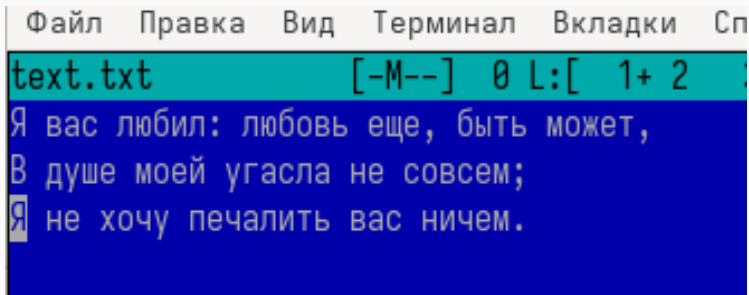 Файл Правка Вид Терминал Вкладки
text.txt [-M--] 0 L:[ 1+ 2
Я вас любил: любовь еще, быть может,
В душе моей угасла не совсем;
Я не хочу печалить вас ничем.